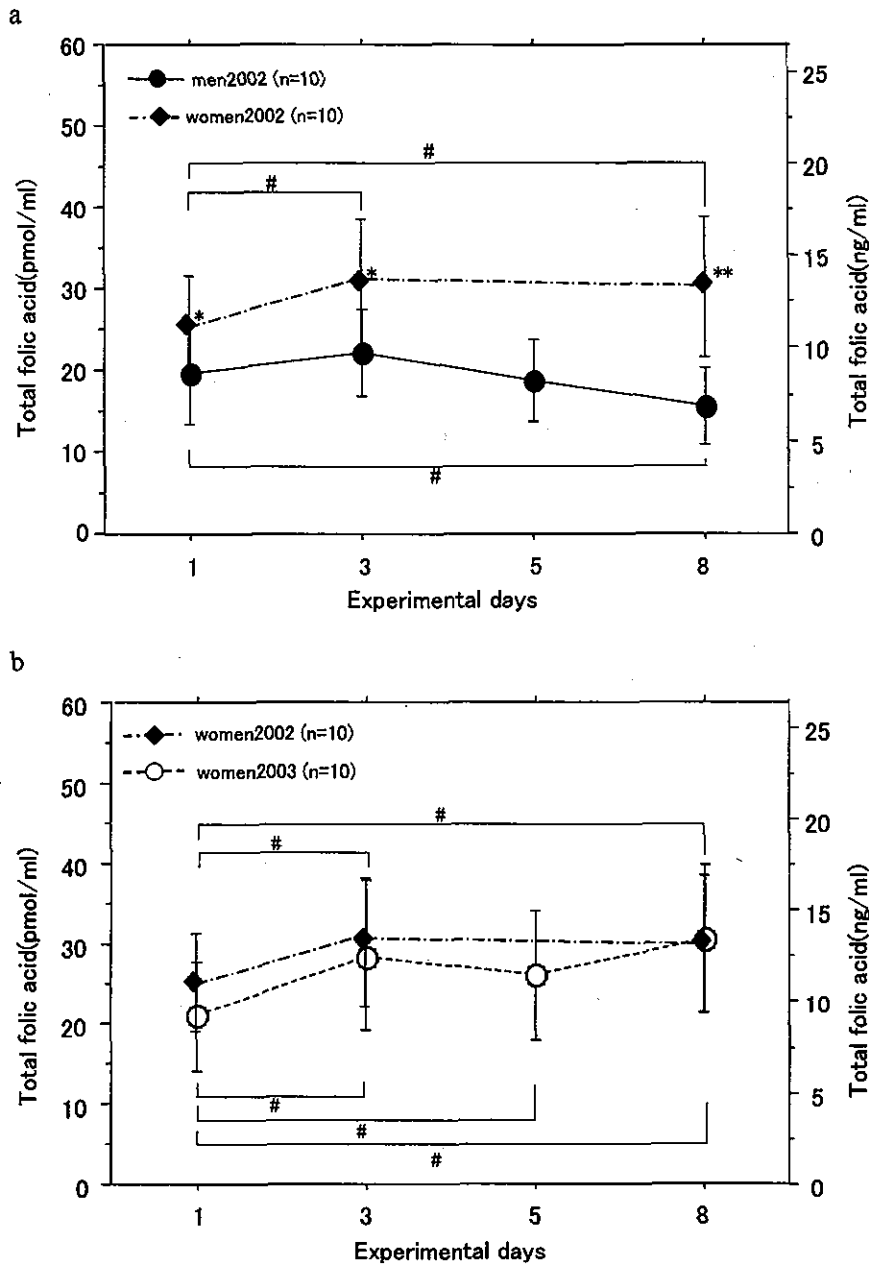 a
60
50
40
30
20
10
0
Total folic acid(pmol/ml)
men2002 (n=10)
women2002 (n=10)
#
#
*
*
**
#
25
20
15
10
5
0
Total folic acid(ng/ml)
1 3 5 8
Experimental days
b
60
50
40
30
20
10
0
Total folic acid(pmol/ml)
women2002 (n=10)
women2003 (n=10)
#
#
#
#
#
25
20
15
10
5
0
Total folic acid(ng/ml)
1 3 5 8
Experimental days